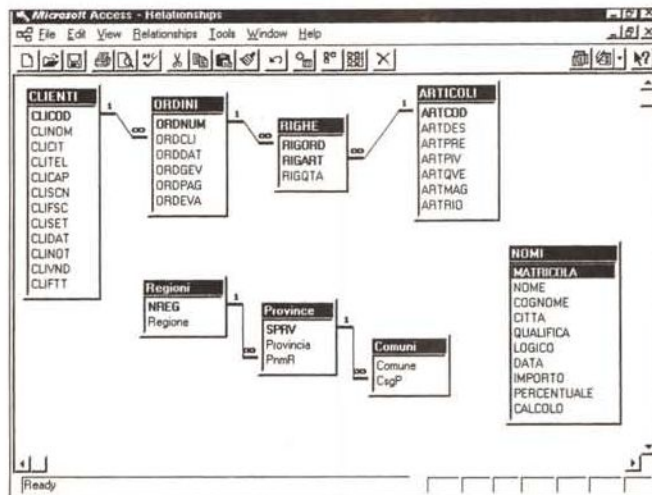 Microsoft Access - Relationships
File Edit View Relationships Tools Window Help
CLIENTI
CLICOD
CLINOM
CLICIT
CLITEL
CLICAP
CLISCN
CLIFSC
CLISET
CLIDAT
CLINOT
CLIVND
CLIFTT
1
∞
ORDINI
ORDNUM
ORDCLI
ORDDAT
ORDGEV
ORDPAG
ORDEVA
1
∞
RIGHE
RIGORD
RIGART
RIGQTA
∞
1
ARTICOLI
ARTCOD
ARTDES
ARTPRE
ARTPIV
ARTQVE
ARTMAG
ARTRIO
Regioni
NREG
Regione
1
∞
Province
SPRV
Provincia
PnmR
1
∞
Comuni
Comune
CsgP
NOMI
MATRICOLA
NOME
COGNOME
CITTA
QUALIFICA
LOGICO
DATA
IMPORTO
PERCENTUALE
CALCOLO
Ready